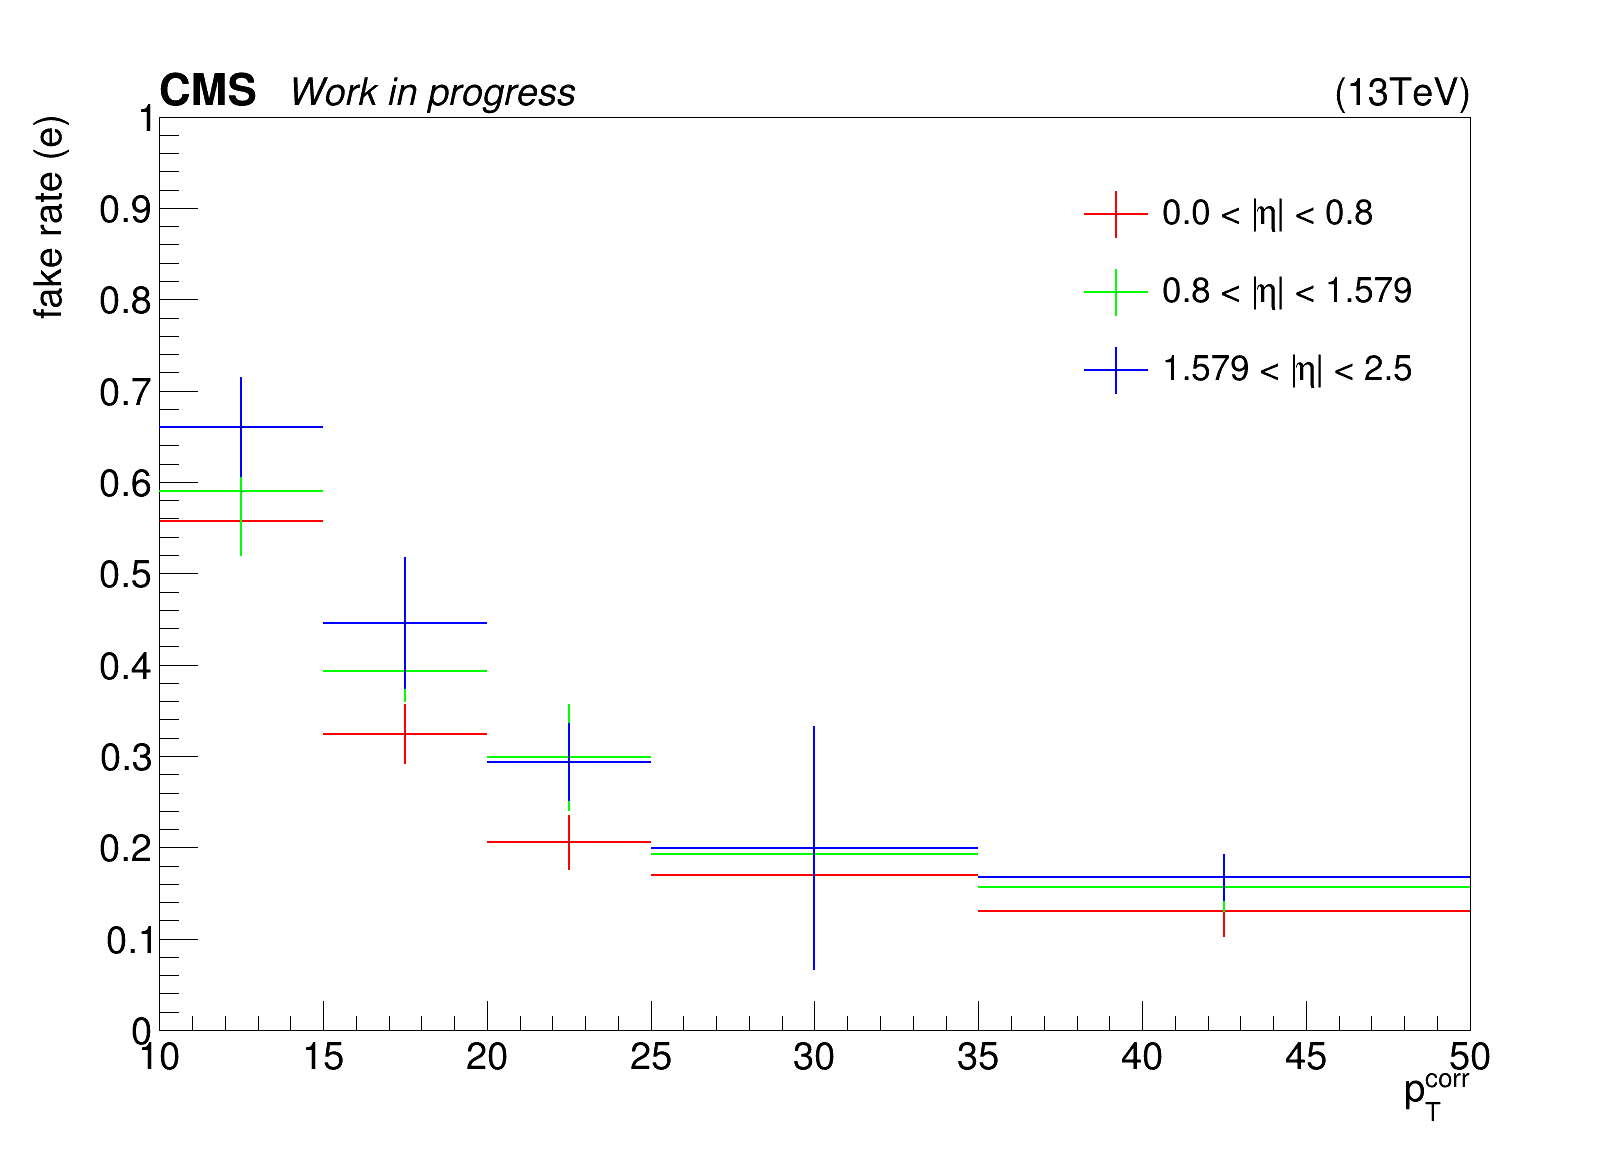 CMS Work in progress (13TeV)
fake rate (e)
1
0.9
0.8
0.7
0.6
0.5
0.4
0.3
0.2
0.1
0
0.0 < |η| < 0.8
0.8 < |η| < 1.579
1.579 < |η| < 2.5
10 15 20 25 30 35 40 45 50
p_T^corr